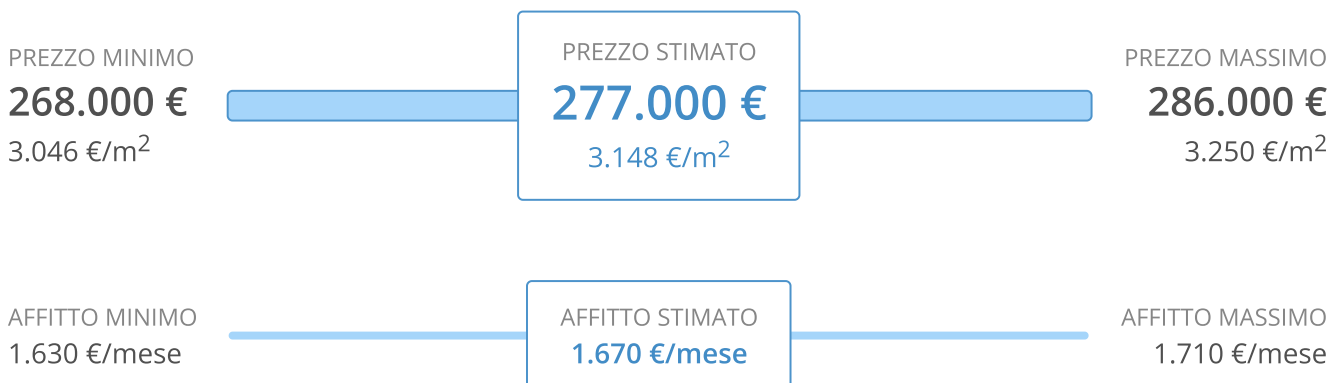 PREZZO MINIMO
268.000 €
3.046 €/m²
PREZZO STIMATO
277.000 €
3.148 €/m²
PREZZO MASSIMO
286.000 €
3.250 €/m²
AFFITTO MINIMO
1.630 €/mese
AFFITTO STIMATO
1.670 €/mese
AFFITTO MASSIMO
1.710 €/mese